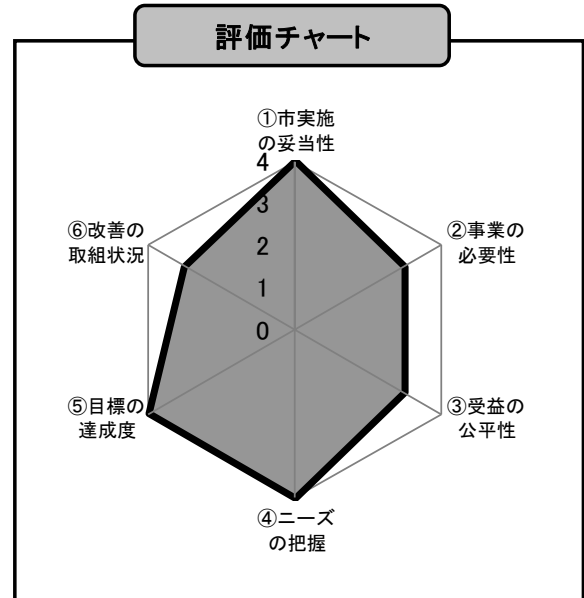 評価チャート
①市実施
の妥当性
4
3
2
1
0
②事業の
必要性
③受益の
公平性
④ニーズ
の把握
⑤目標の
達成度
⑥改善の
取組状況